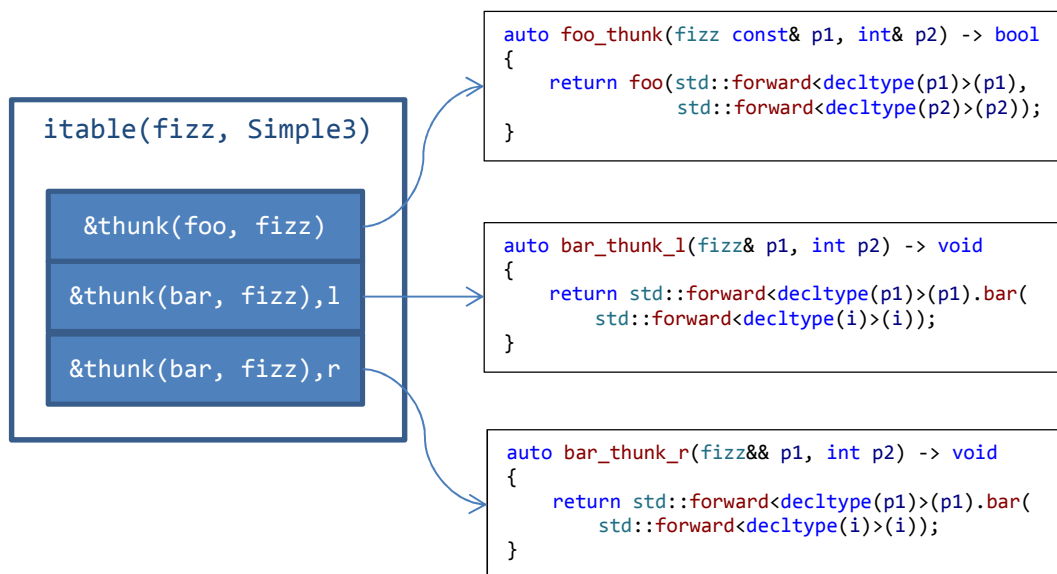 itable(fizz, Simple3)
&thunk(foo, fizz)
&thunk(bar, fizz),l
&thunk(bar, fizz),r
auto foo_thunk(fizz const& p1, int& p2) -> bool
{
    return foo(std::forward<decltype(p1)>(p1),
               std::forward<decltype(p2)>(p2));
}
auto bar_thunk_l(fizz& p1, int p2) -> void
{
    return std::forward<decltype(p1)>(p1).bar(
        std::forward<decltype(i)>(i));
}
auto bar_thunk_r(fizz&& p1, int p2) -> void
{
    return std::forward<decltype(p1)>(p1).bar(
        std::forward<decltype(i)>(i));
}